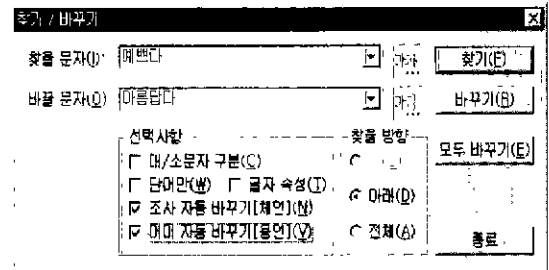 찾기 / 바꾸기
찾을 문자(I): 예쁘다 찾기(F)
바꿀 문자(O) 아름답다 바꾸기(R)
선택사항 찾을 방향 모두 바꾸기(E)
대/소문자 구분(C)
단어만(W) 글자 속성(T) 아래(D)
조사 자동 바꾸기[체언](N)
어미 자동 바꾸기[용언](V) 전체(A) 종료